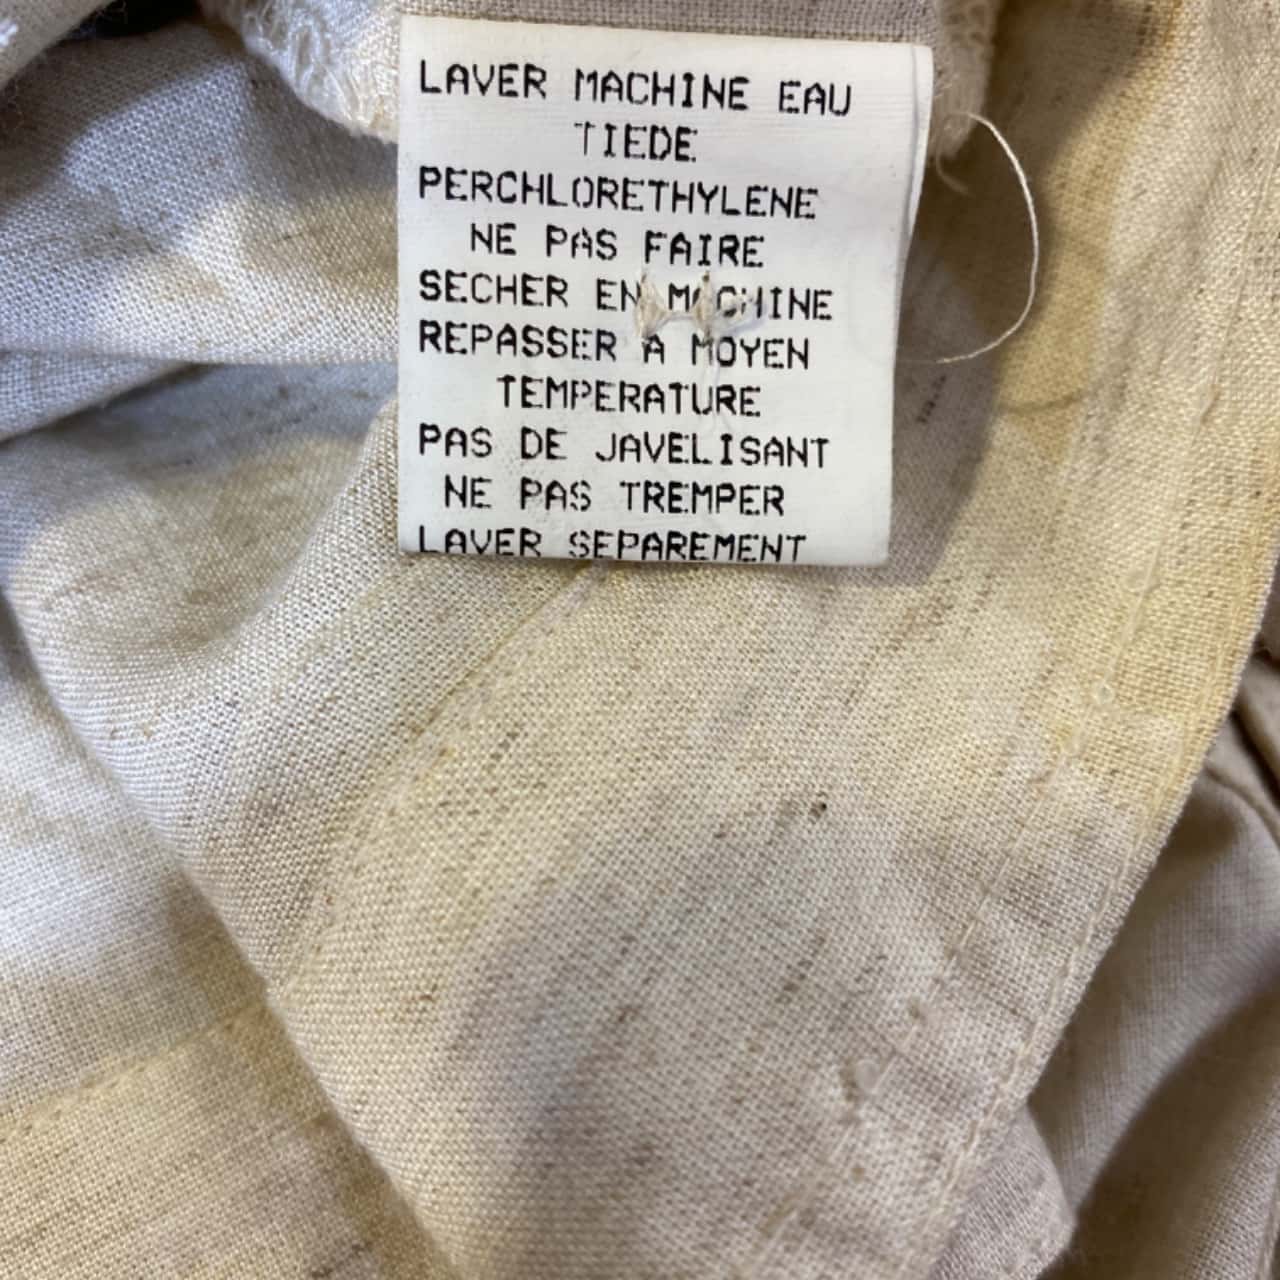 LAVER MACHINE EAU
TIEDE
PERCHLORETHYLENE
NE PAS FAIRE
SECHER EN MACHINE
REPASSER A MOYEN
TEMPERATURE
PAS DE JAVELISANT
NE PAS TREMPER
LAVER SEPAREMENT